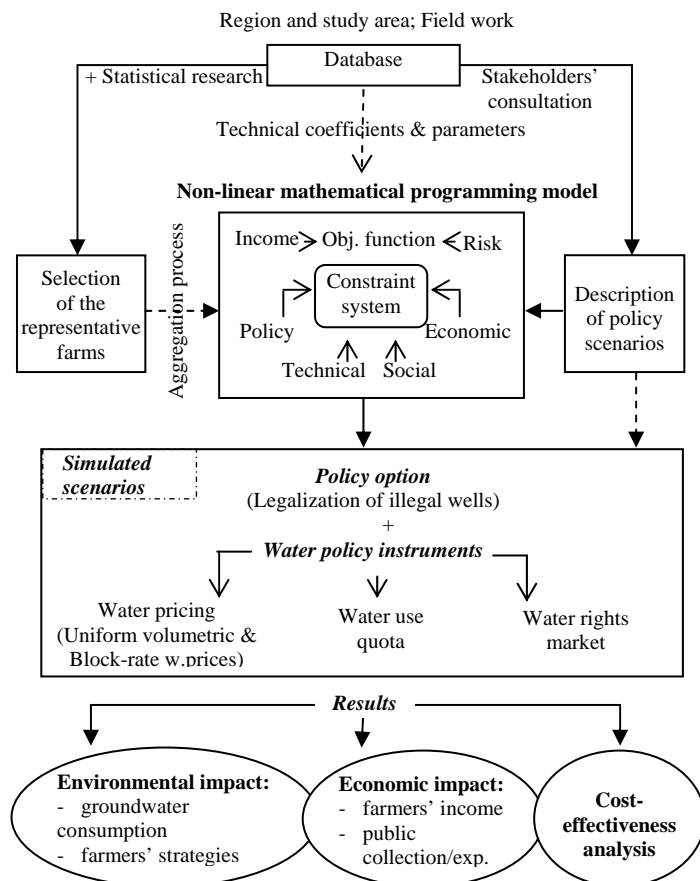 Region and study area; Field work
Database
+ Statistical research
Stakeholders'
consultation
Technical coefficients & parameters
Non-linear mathematical programming model
Aggregation process
Income
Obj. function
Risk
Constraint
system
Policy
Economic
Technical
Social
Selection
of the
representative
farms
Description
of policy
scenarios
Simulated
scenarios
Policy option
(Legalization of illegal wells)
+
Water policy instruments
Water pricing
(Uniform volumetric &
Block-rate w.prices)
Water use
quota
Water rights
market
Results
Environmental impact:
- groundwater
consumption
- farmers' strategies
Economic impact:
- farmers' income
- public
collection/exp.
Cost-
effectiveness
analysis